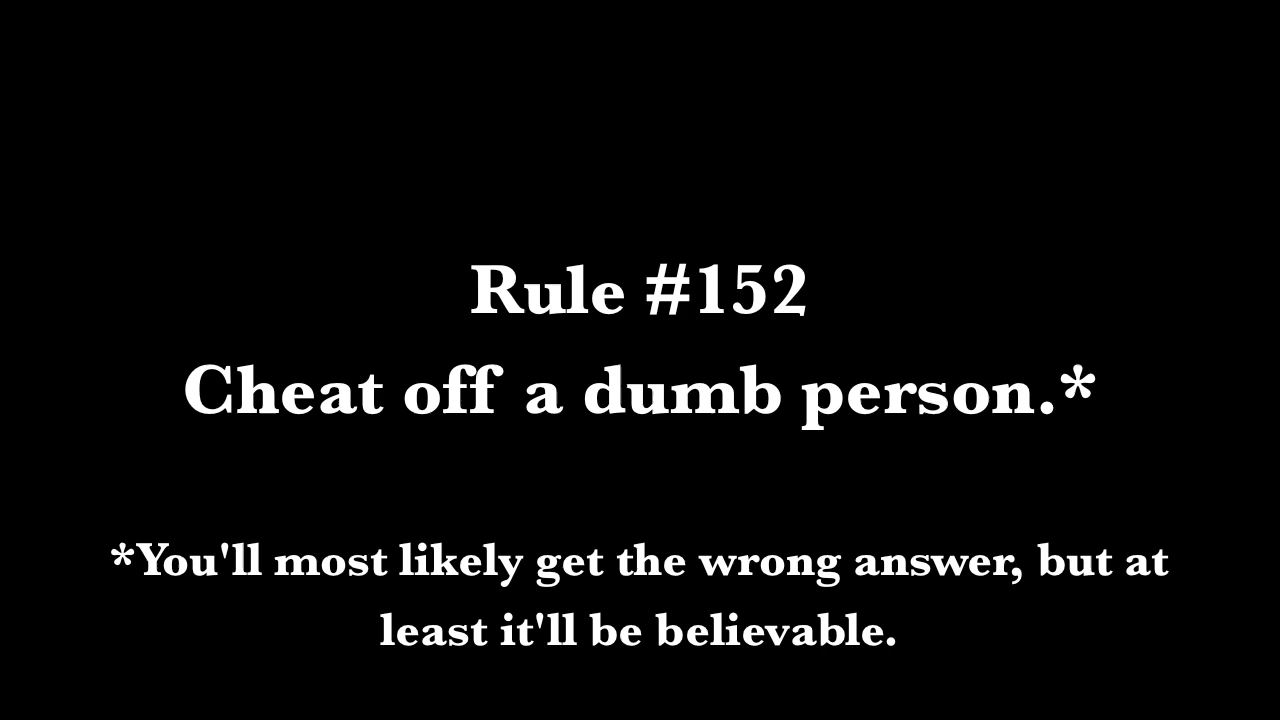 Rule #152
Cheat off a dumb person.*
*You'll most likely get the wrong answer, but at
least it'll be believable.